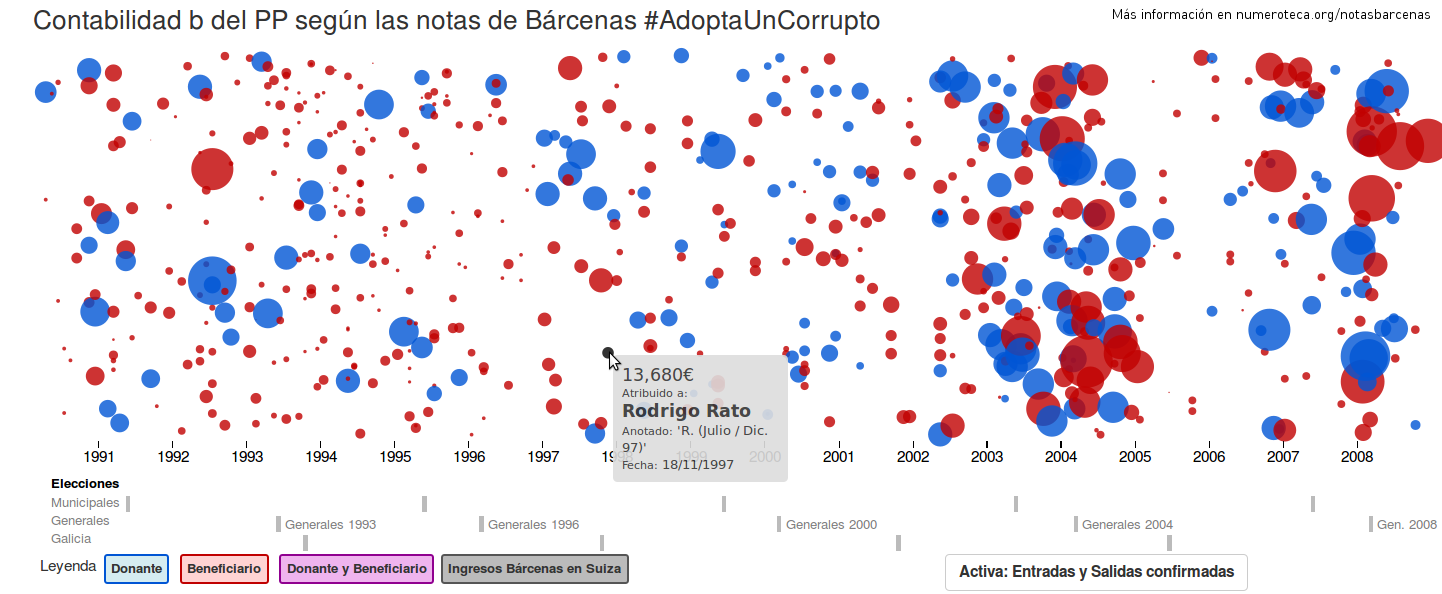 Contabilidad b del PP según las notas de Bárcenas #AdoptaUnCorrupto
Más información en numeroteca.org/notasbarcenas
13,680€
Atribuido a:
Rodrigo Rato
Anotado: 'R. (Julio / Dic.
97)'
Fecha: 18/11/1997
1991 1992 1993 1994 1995 1996 1997 1998 1999 2000 2001 2002 2003 2004 2005 2006 2007 2008
Elecciones
Municipales
Generales Generales 1993 Generales 1996 Generales 2000 Generales 2004 Gen. 2008
Galicia
Leyenda Donante Beneficiario Donante y Beneficiario Ingresos Bárcenas en Suiza Activa: Entradas y Salidas confirmadas